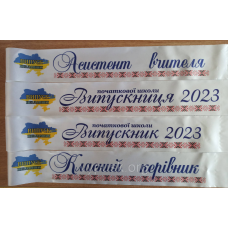 Асистент вчителя
початкової школи
Випускниця 2023
початкової школи
Випускник 2023
Класний керівник